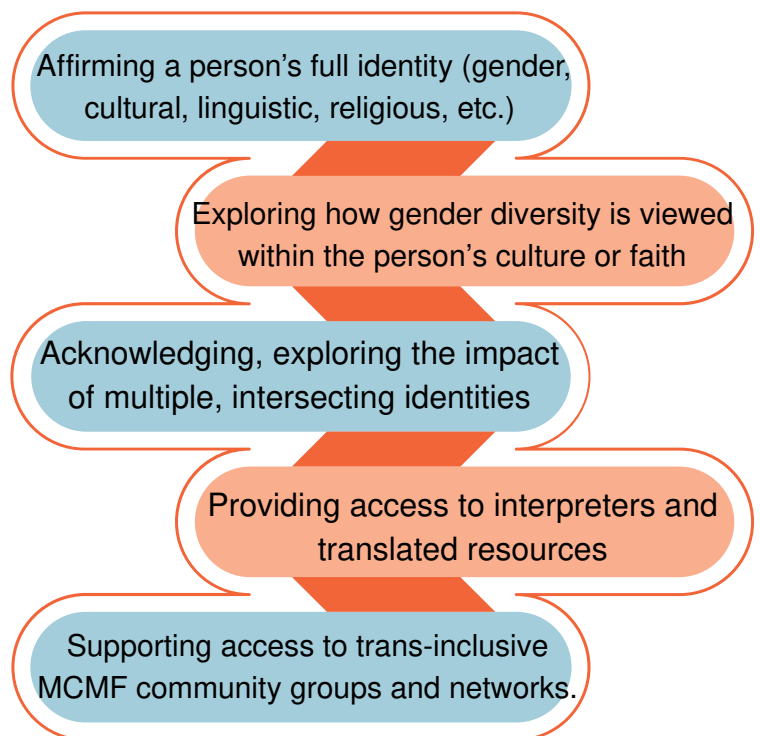 Affirming a person’s full identity (gender,
cultural, linguistic, religious, etc.)
Exploring how gender diversity is viewed
within the person’s culture or faith
Acknowledging, exploring the impact
of multiple, intersecting identities
Providing access to interpreters and
translated resources
Supporting access to trans-inclusive
MCMF community groups and networks.